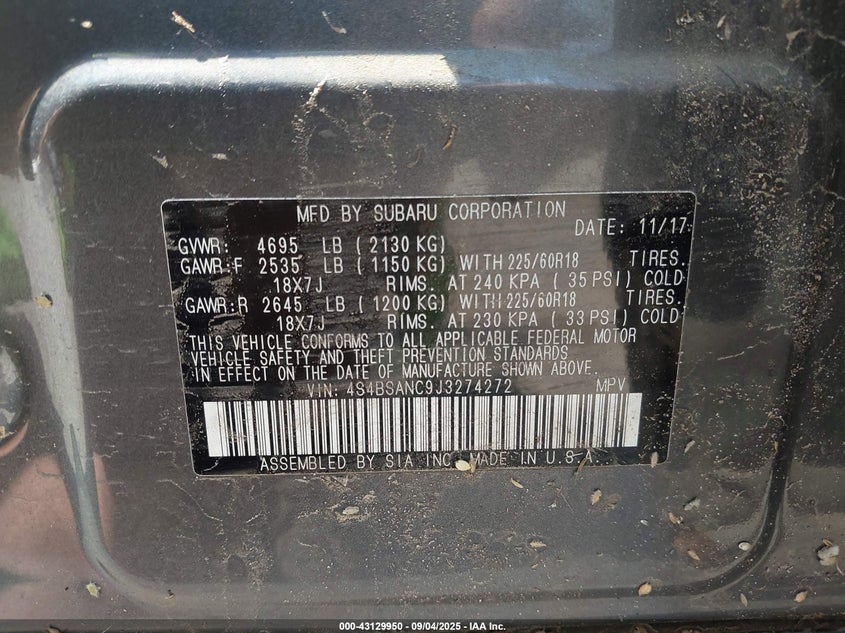 MFD BY SUBARU CORPORATION
DATE: 11/17
GVWR: 4695 LB ( 2130 KG)
GAWR:F 2535 LB ( 1150 KG) WITH 225/60R18 TIRES.
18X7J RIMS. AT 240 KPA ( 35 PSI) COLD
GAWR:R 2645 LB ( 1200 KG) WITH 225/60R18 TIRES.
18X7J RIMS. AT 230 KPA ( 33 PSI) COLD
THIS VEHICLE CONFORMS TO ALL APPLICABLE FEDERAL MOTOR
VEHICLE SAFETY AND THEFT PREVENTION STANDARDS
IN EFFECT ON THE DATE OF MANUFACTURE SHOWN ABOVE.
VIN: 4S4BSANC9J3274272 MPV
ASSEMBLED BY SIA INC. MADE IN U.S.A.
000-43129950 - 09/04/2025 - IAA Inc.